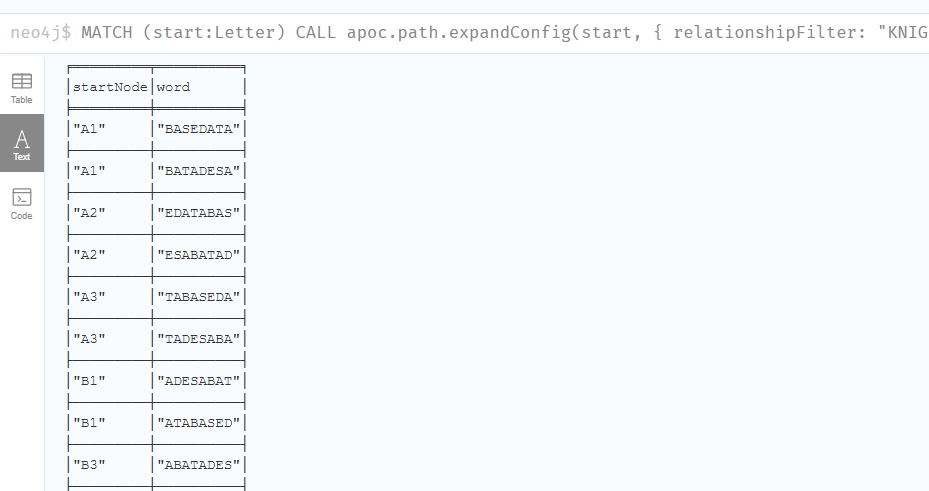 neo4j$ MATCH (start:Letter) CALL apoc.path.expandConfig(start, { relationshipFilter: "KNIG
Table
A
Text
Code
startNode word
"A1" "BASEDATA"
"A1" "BATADESA"
"A2" "EDATABAS"
"A2" "ESABATAD"
"A3" "TABASEDA"
"A3" "TADESABA"
"B1" "ADESABAT"
"B1" "ATABASED"
"B3" "ABATADES"